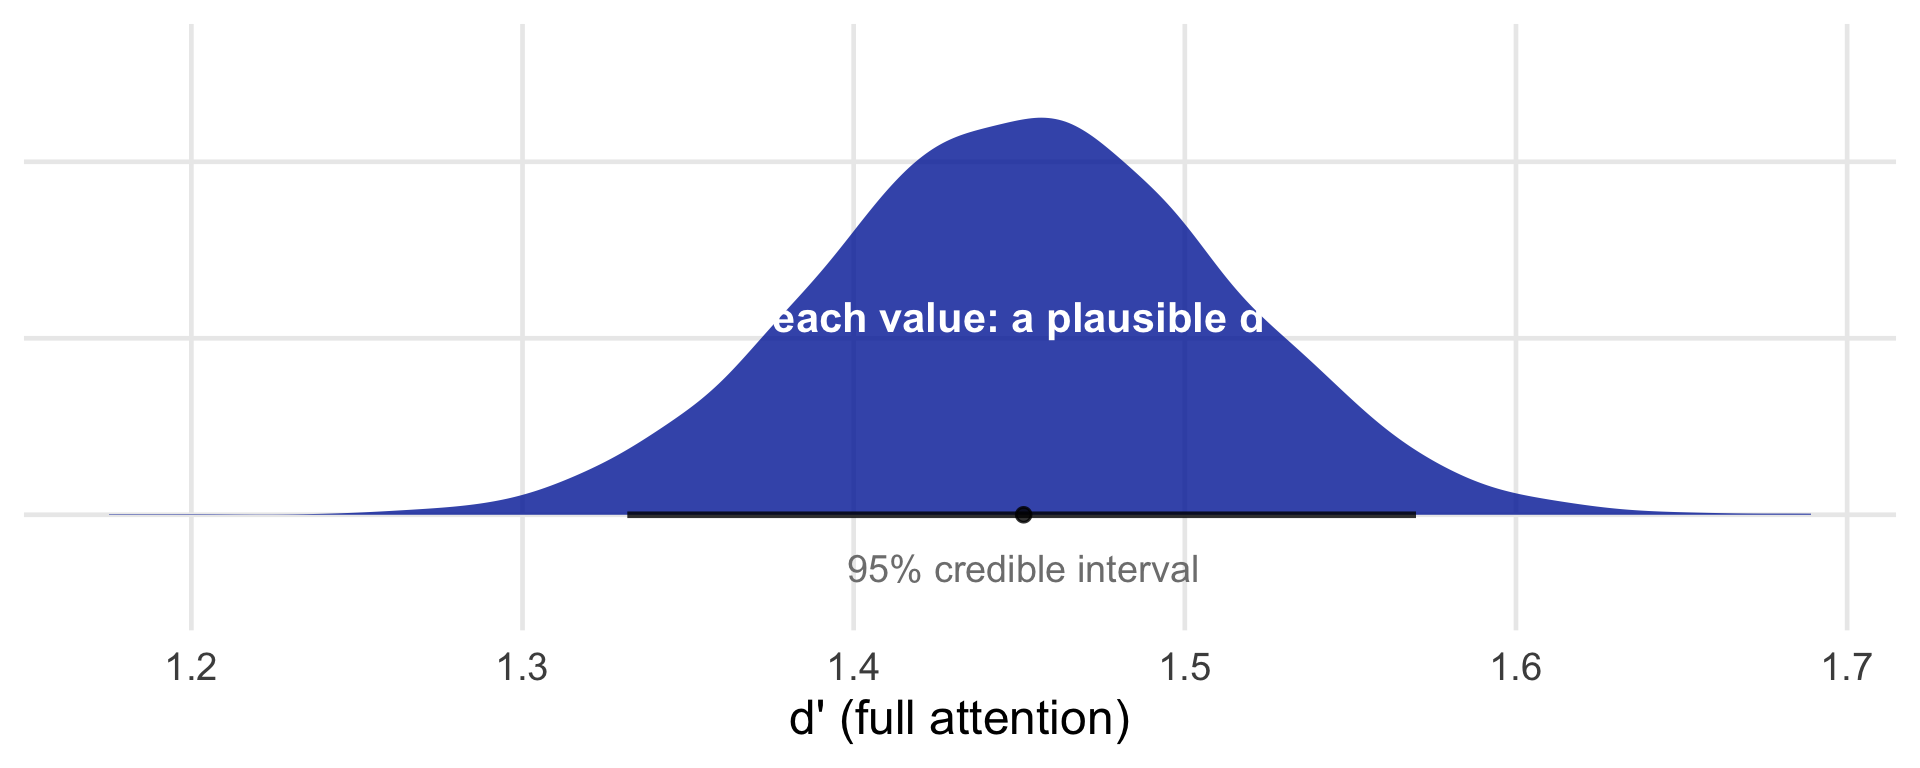 each value: a plausible d
95% credible interval
1.2 1.3 1.4 1.5 1.6 1.7
d' (full attention)